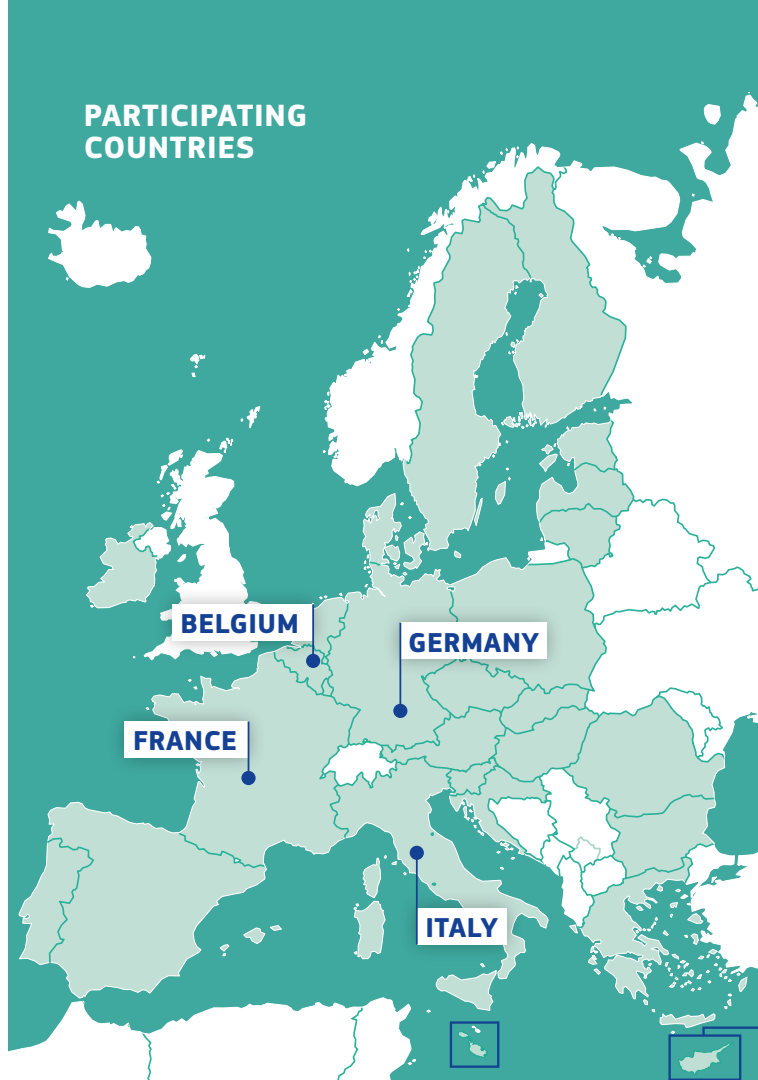 PARTICIPATING
COUNTRIES
BELGIUM
GERMANY
FRANCE
ITALY